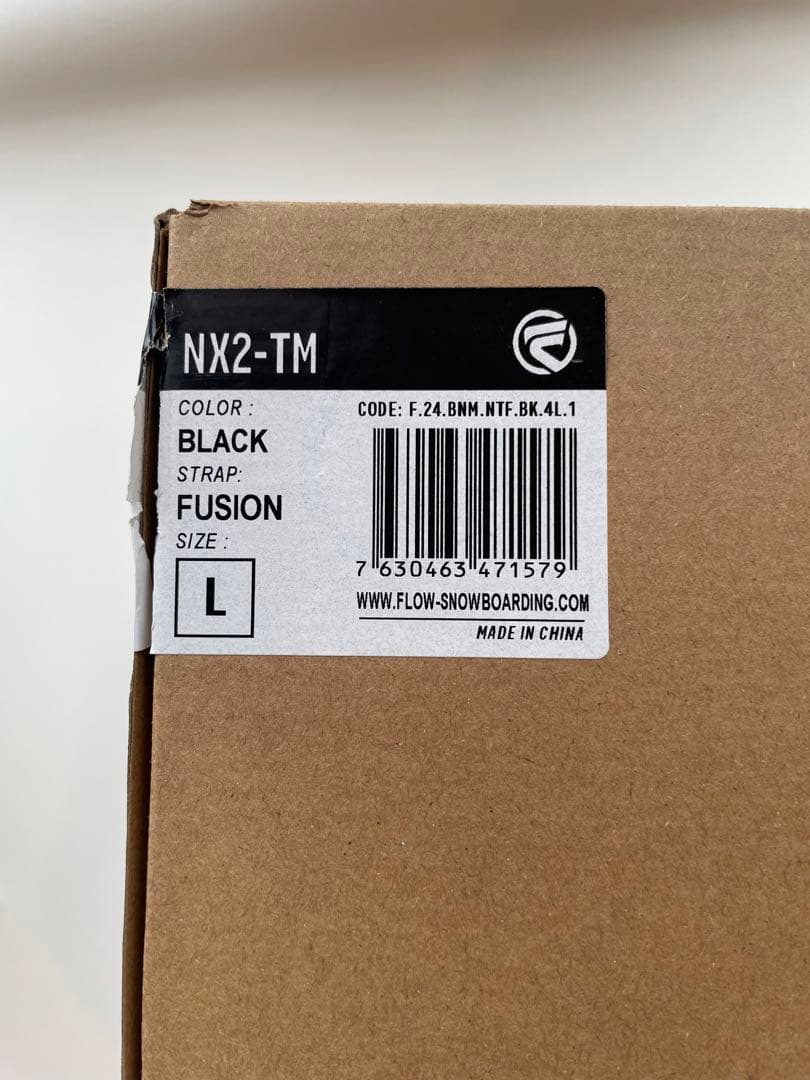 NX2-TM
COLOR :
BLACK
STRAP:
FUSION
SIZE :
L
CODE: F.24.BNM.NTF.BK.4L.1
7 630463 471579
WWW.FLOW-SNOWBOARDING.COM
MADE IN CHINA